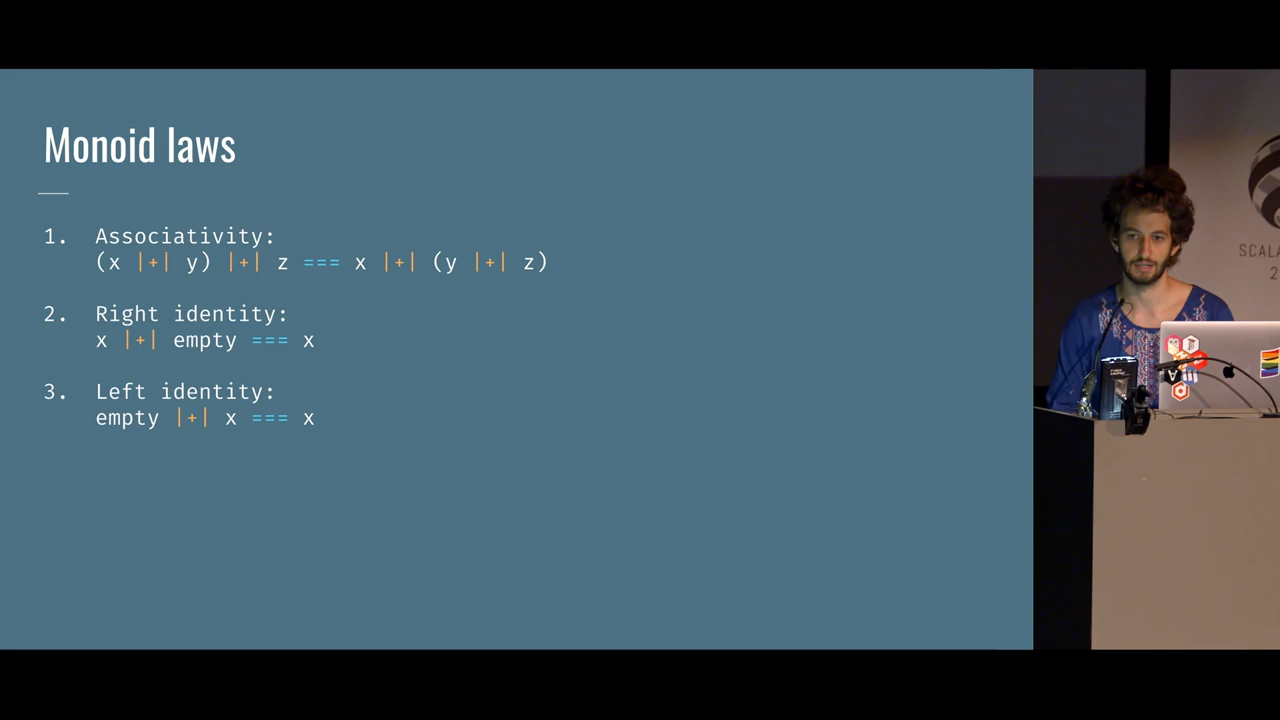 Monoid laws
1. Associativity:
(x |+| y) |+| z === x |+| (y |+| z)
2. Right identity:
x |+| empty === x
3. Left identity:
empty |+| x === x